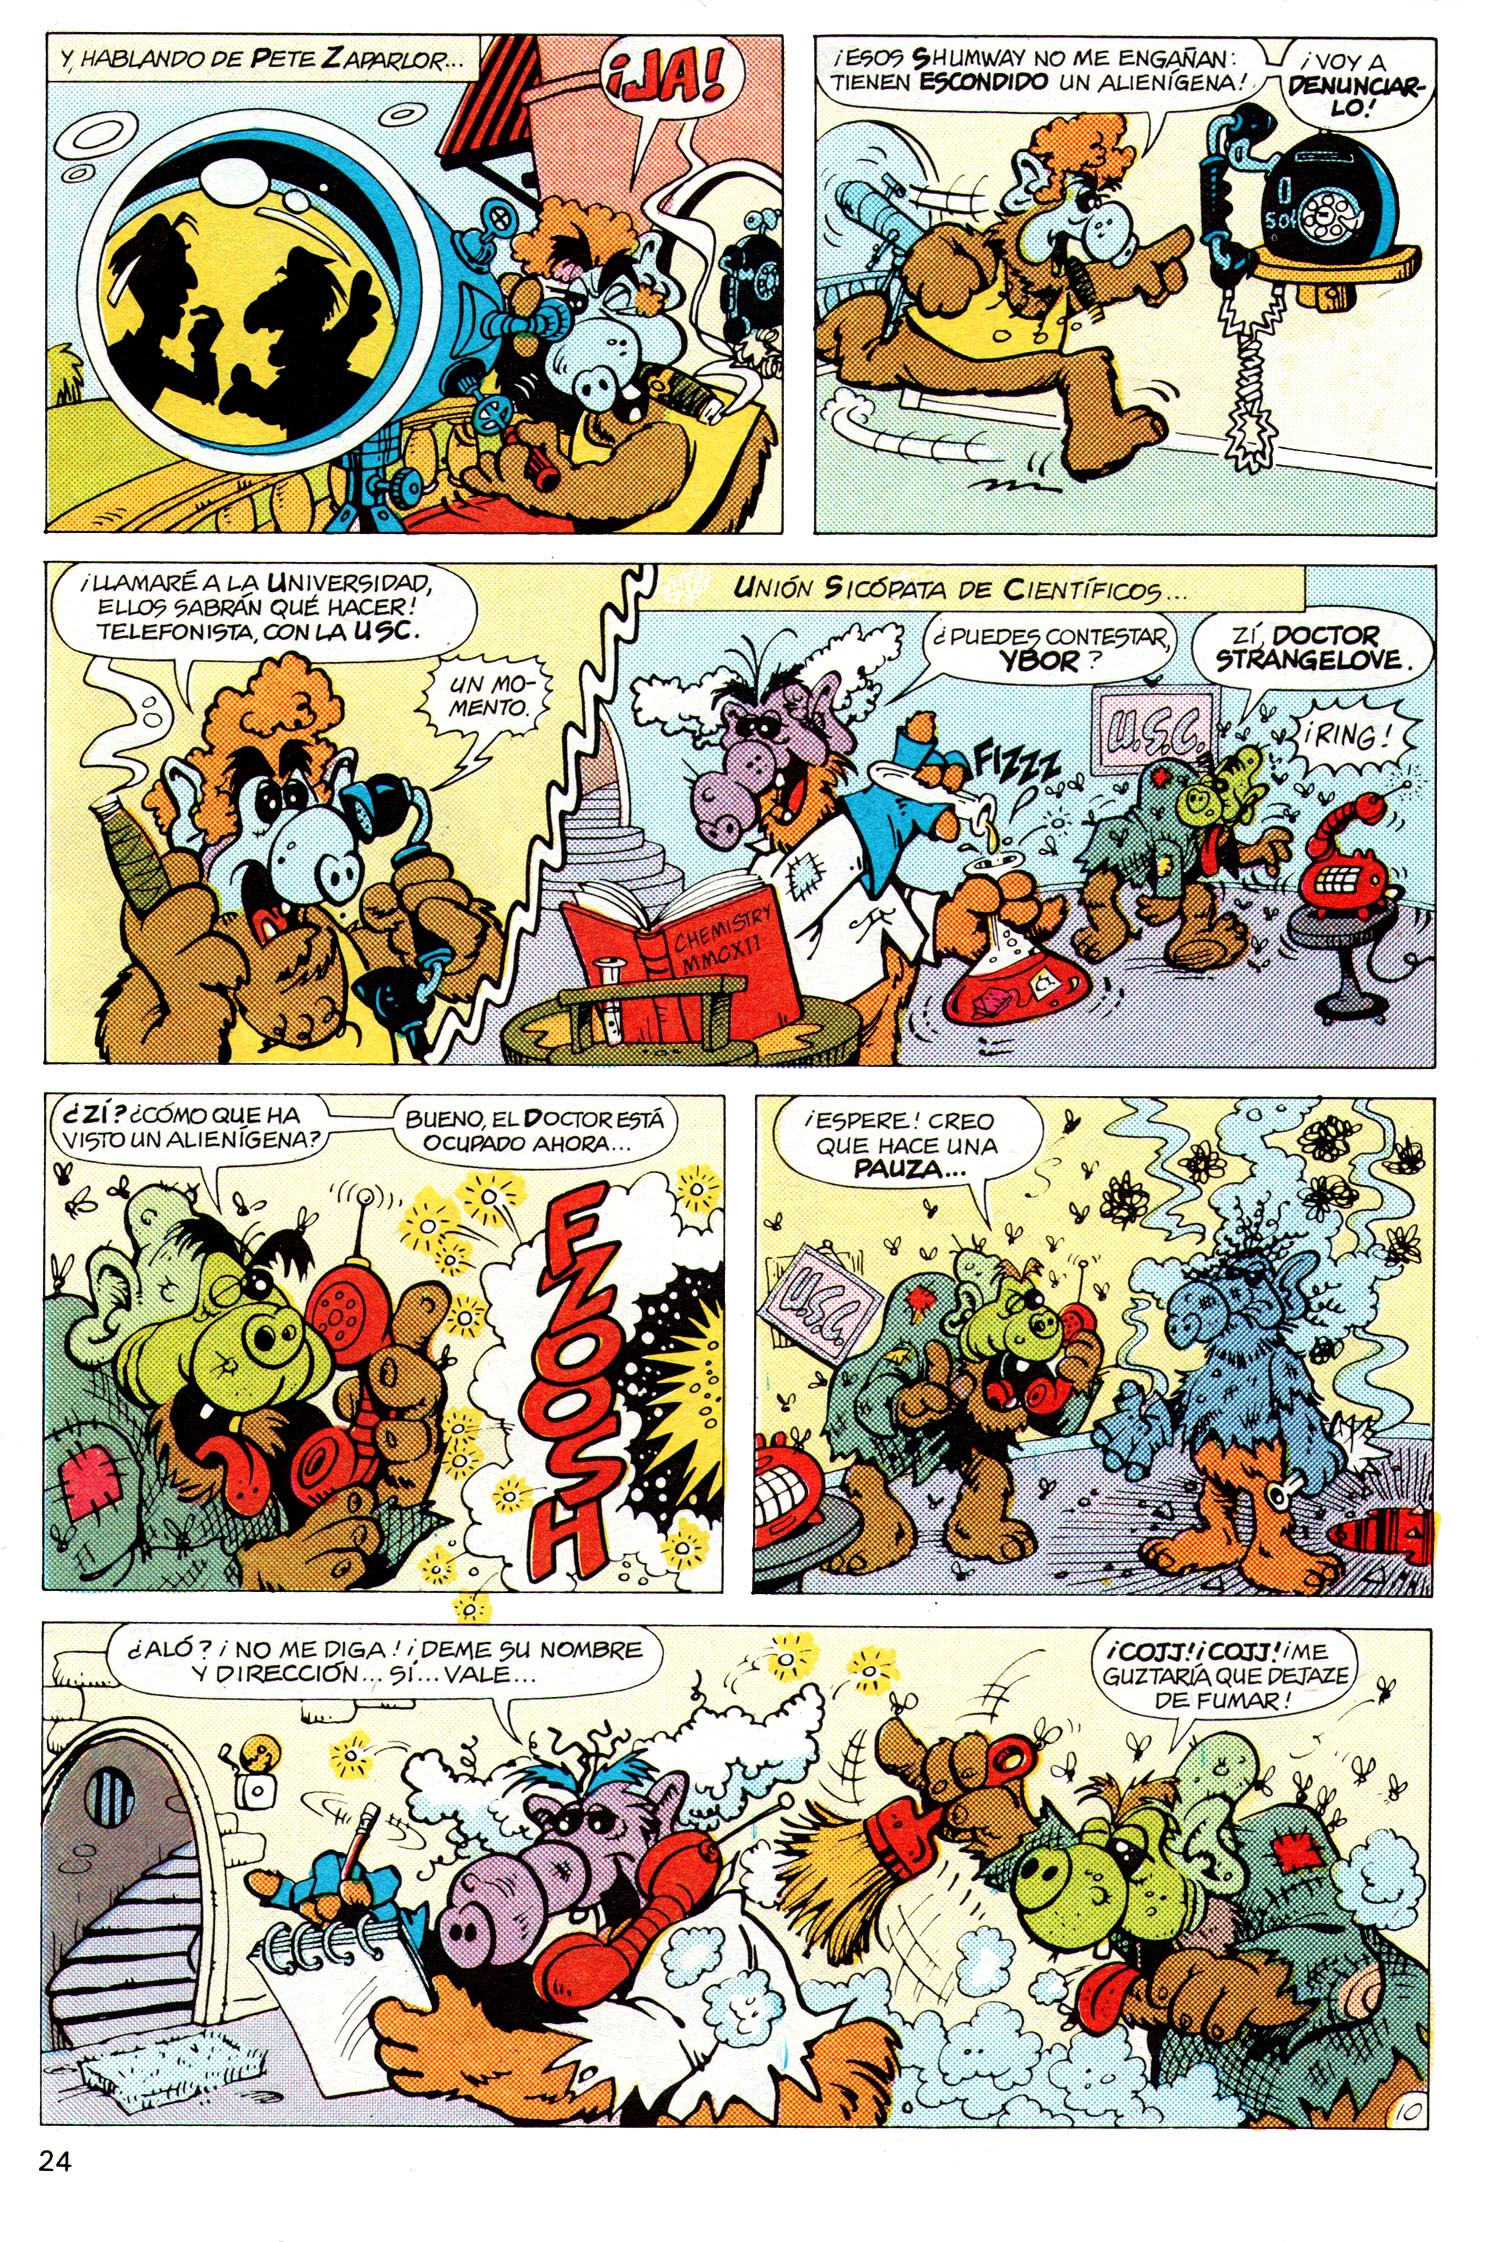 Y, HABLANDO DE PETE ZAPARLOR...
¡JA!
¡ESOS SHUMWAY NO ME ENGAÑAN:
TIENEN ESCONDIDO UN ALIENÍGENA!
¡VOY A
DENUNCIAR-
LO!
50¢
¡LLAMARÉ A LA UNIVERSIDAD,
ELLOS SABRÁN QUÉ HACER!
TELEFONISTA, CON LA USC.
UN MO-
MENTO.
UNIÓN SICÓPATA DE CIENTÍFICOS...
¿PUEDES CONTESTAR,
YBOR?
ZÍ, DOCTOR
STRANGELOVE.
U.S.C.
¡RING!
FIZZZ
CHEMISTRY
MMCXII
¿ZÍ? ¿CÓMO QUE HA
VISTO UN ALIENÍGENA?
BUENO, EL DOCTOR ESTÁ
OCUPADO AHORA...
FZOOSH
¡ESPERE! CREO
QUE HACE UNA
PAUZA...
U.S.C.
¿ALÓ? ¡NO ME DIGA! ¡DEME SU NOMBRE
Y DIRECCIÓN... SÍ... VALE...
¡COJJ! ¡COJJ! ¡ME
GUZTARÍA QUE DEJAZE
DE FUMAR!
10
24